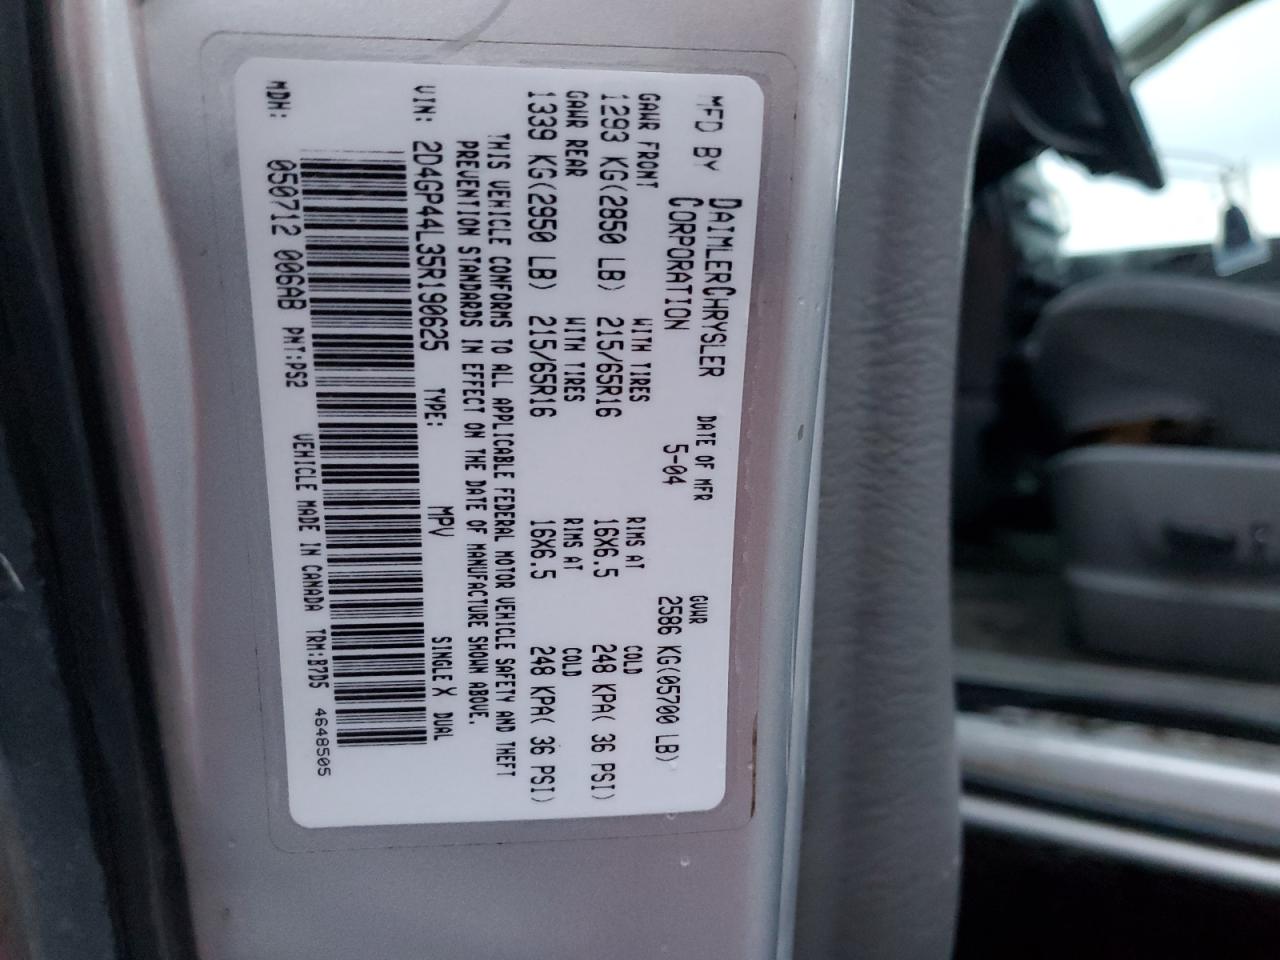 MFD BY DAIMLERCHRYSLER CORPORATION DATE OF MFR 5-04 GVWR 2586 KG(05700 LB)
GAWR FRONT WITH TIRES RIMS AT COLD
1293 KG(2850 LB) 215/65R16 16X6.5 248 KPA( 36 PSI)
GAWR REAR WITH TIRES RIMS AT COLD
1339 KG(2950 LB) 215/65R16 16X6.5 248 KPA( 36 PSI)
THIS VEHICLE CONFORMS TO ALL APPLICABLE FEDERAL MOTOR VEHICLE SAFETY AND THEFT
PREVENTION STANDARDS IN EFFECT ON THE DATE OF MANUFACTURE SHOWN ABOVE.
VIN: 2D4GP44L35R190625 TYPE: MPV SINGLE X DUAL
MDH: 050712 006AB PNT:PS2 VEHICLE MADE IN CANADA TRM:B7D5 4648505